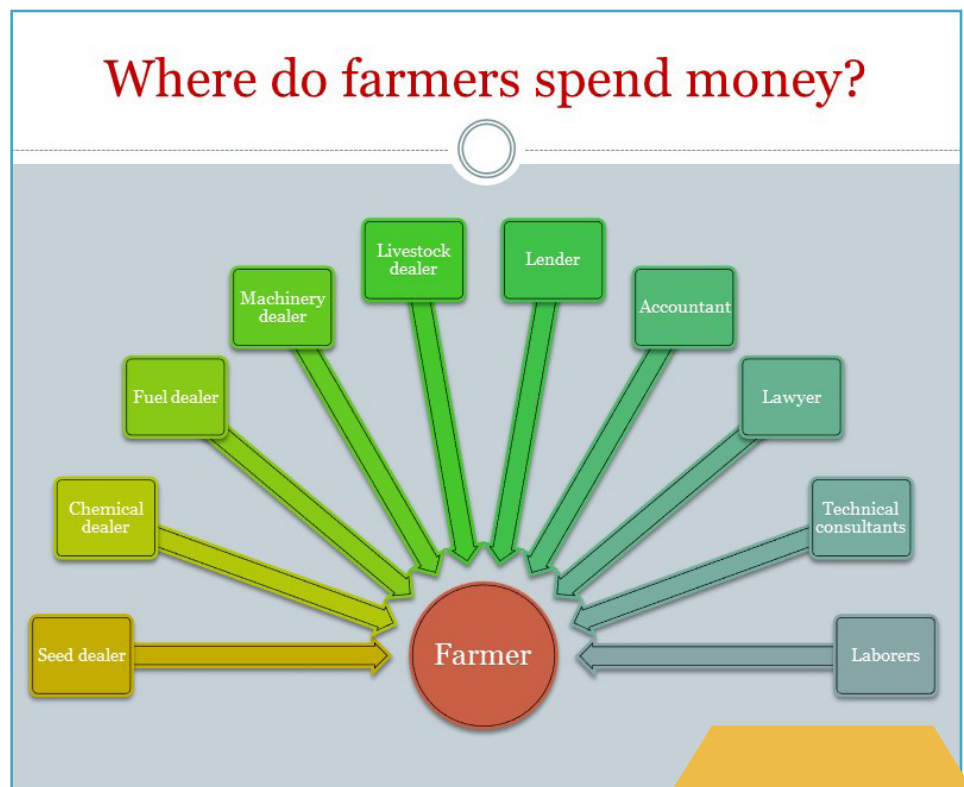 Where do farmers spend money?
Livestock
dealer
Lender
Machinery
dealer
Accountant
Fuel dealer
Lawyer
Chemical
dealer
Technical
consultants
Seed dealer
Farmer
Laborers